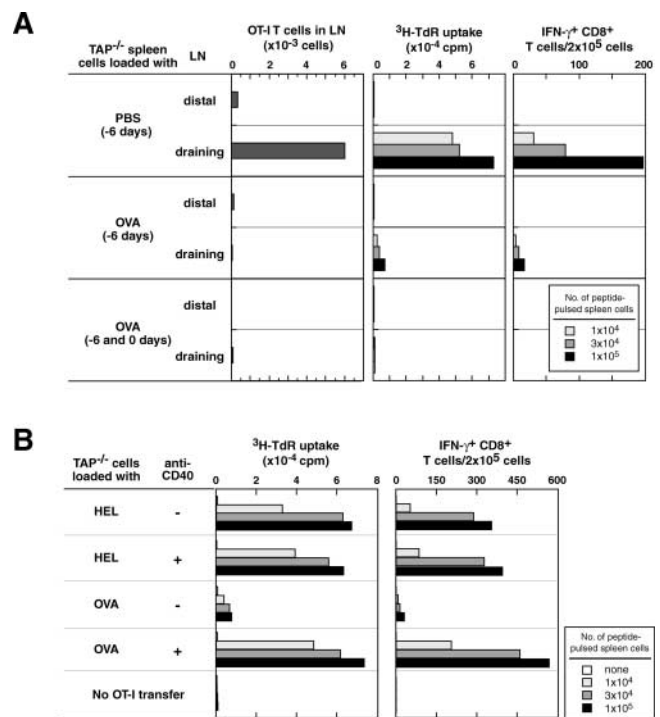 A
TAP-/- spleen cells loaded with
LN
OT-I T cells in LN
(x10-3 cells)
0 2 4 6
3H-TdR uptake
(x10-4 cpm)
0 2 4 6
IFN-γ+ CD8+
T cells/2x105 cells
0 100 200
PBS
(-6 days)
distal
draining
OVA
(-6 days)
distal
draining
OVA
(-6 and 0 days)
distal
draining
No. of peptide-
pulsed spleen cells
1x104
3x104
1x105
B
TAP-/- cells
loaded with
anti-
CD40
3H-TdR uptake
(x10-4 cpm)
0 2 4 6 8
IFN-γ+ CD8+
T cells/2x105 cells
0 150 300 450 600
HEL -
HEL +
OVA -
OVA +
No OT-I transfer
No. of peptide-
pulsed spleen cells
none
1x104
3x104
1x105